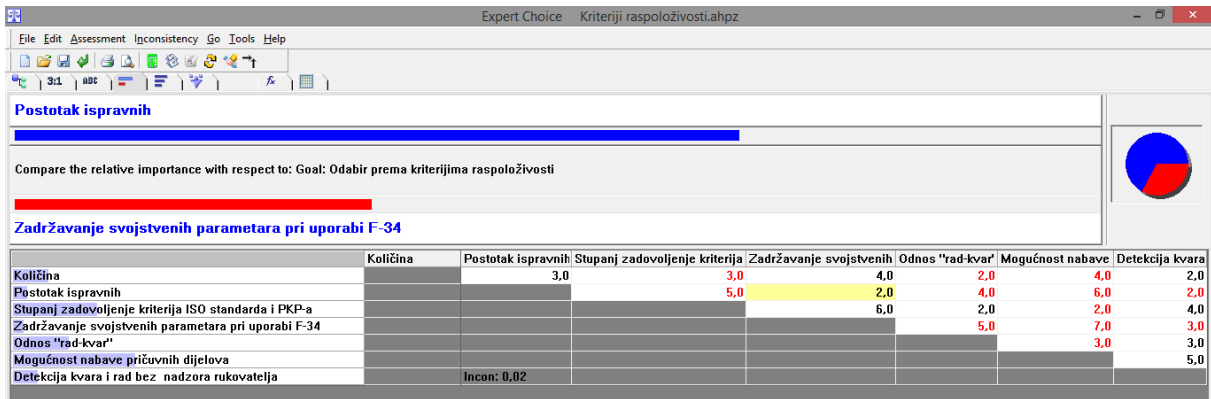 Expert Choice Kriteriji raspoloživosti.ahpz
File Edit Assessment Inconsistency Go Tools Help
3:1 ABC fx
Postotak ispravnih
Compare the relative importance with respect to: Goal: Odabir prema kriterijima raspoloživosti
Zadržavanje svojstvenih parametara pri uporabi F-34
Količina Postotak ispravnih Stupanj zadovoljenje kriterija Zadržavanje svojstvenih Odnos "rad-kvar' Mogućnost nabave Detekcija kvara
Količina 3,0 3,0 4,0 2,0 4,0 2,0
Postotak ispravnih 5,0 2,0 4,0 6,0 2,0
Stupanj zadovoljenje kriterija ISO standarda i PKP-a 6,0 2,0 2,0 4,0
Zadržavanje svojstvenih parametara pri uporabi F-34 5,0 7,0 3,0
Odnos "rad-kvar" 3,0 3,0
Mogućnost nabave pričuvnih dijelova 5,0
Detekcija kvara i rad bez nadzora rukovatelja Incon: 0,02